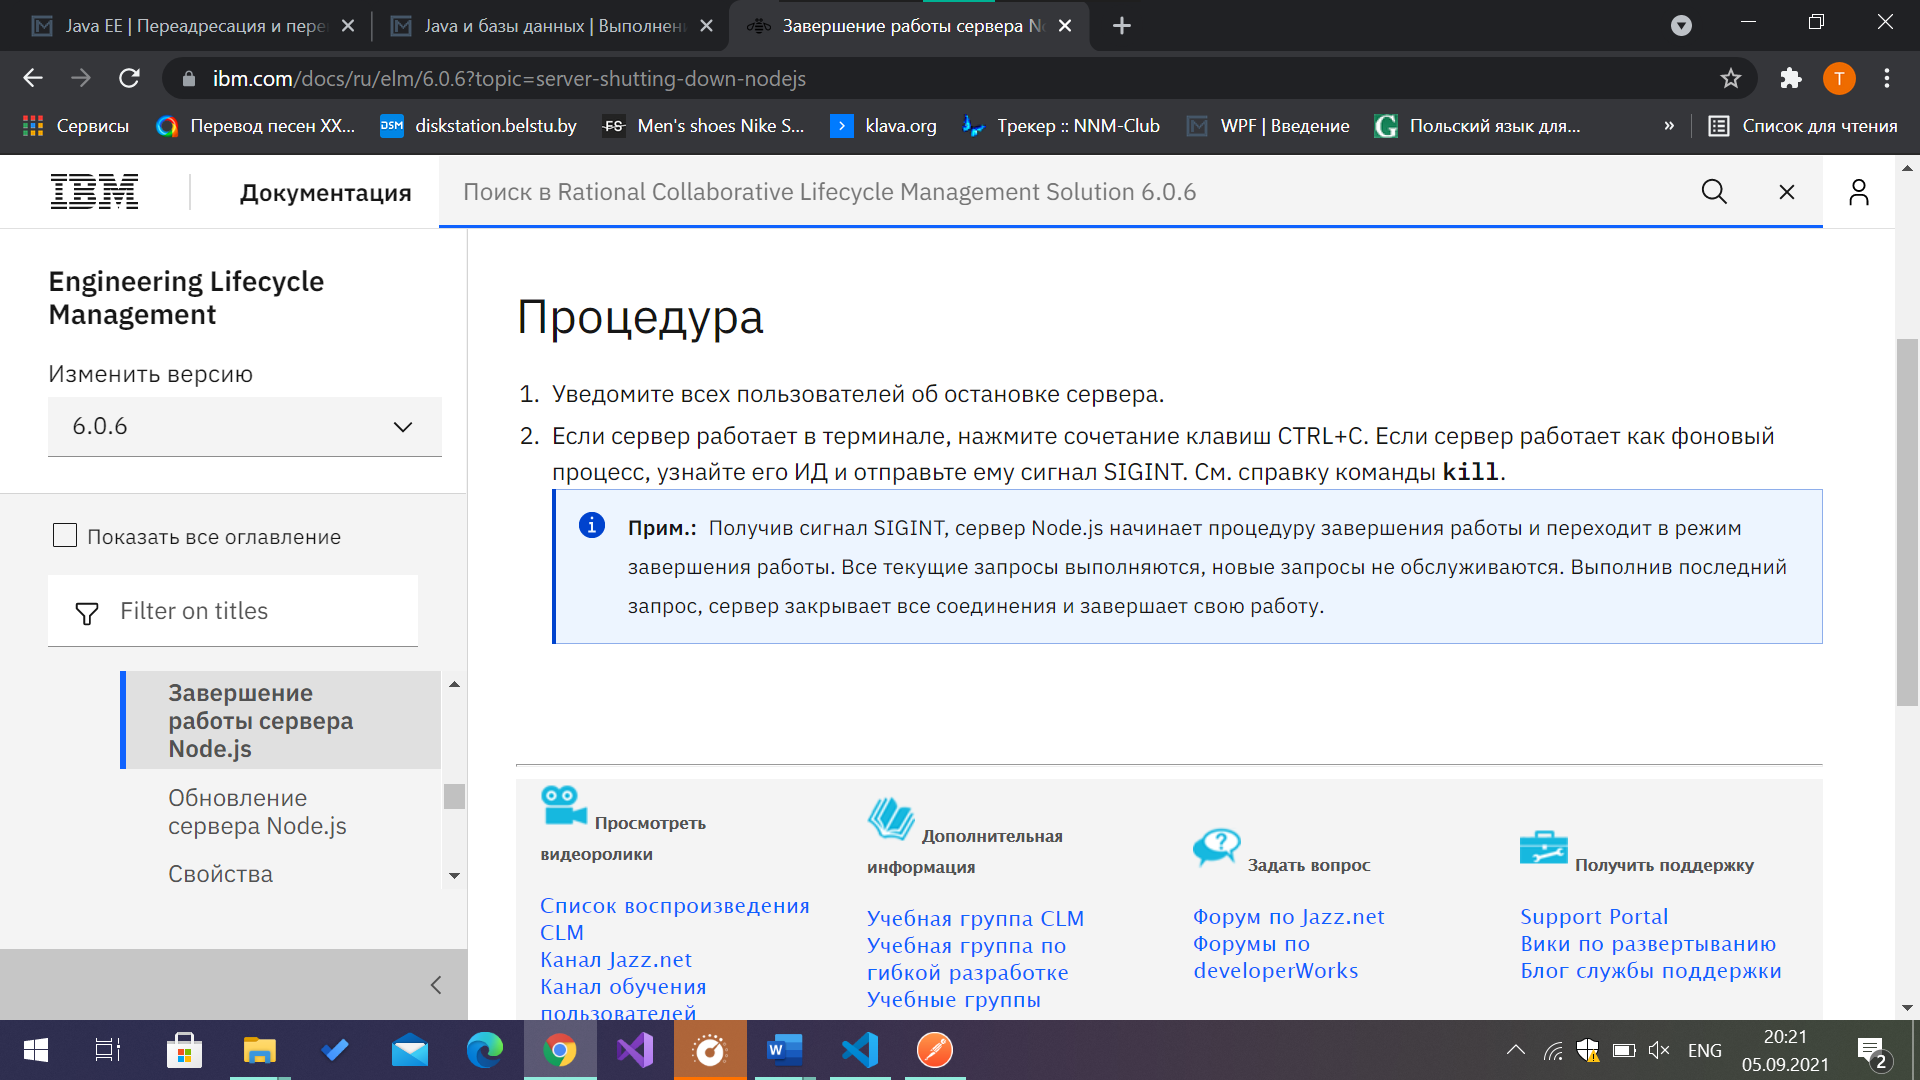 Java EE | Переадресация и пере
Java и базы данных | Выполнен
Завершение работы сервера N
ibm.com/docs/ru/elm/6.0.6?topic=server-shutting-down-nodejs
T
Сервисы
Перевод песен XX...
DSM
diskstation.belstu.by
FS
Men's shoes Nike S...
klava.org
Трекер :: NNM-Club
WPF | Введение
G
Польский язык для...
»
Список для чтения
IBM
Документация
Поиск в Rational Collaborative Lifecycle Management Solution 6.0.6
Engineering Lifecycle
Management
Изменить версию
6.0.6
Показать все оглавление
Filter on titles
Завершение
работы сервера
Node.js
Обновление
сервера Node.js
Свойства
Процедура
1. Уведомите всех пользователей об остановке сервера.
2. Если сервер работает в терминале, нажмите сочетание клавиш CTRL+C. Если сервер работает как фоновый
процесс, узнайте его ИД и отправьте ему сигнал SIGINT. См. справку команды kill.
Прим.: Получив сигнал SIGINT, сервер Node.js начинает процедуру завершения работы и переходит в режим
завершения работы. Все текущие запросы выполняются, новые запросы не обслуживаются. Выполнив последний
запрос, сервер закрывает все соединения и завершает свою работу.
Просмотреть
видеоролики
Список воспроизведения
CLM
Канал Jazz.net
Канал обучения
пользователей
Дополнительная
информация
Учебная группа CLM
Учебная группа по
гибкой разработке
Учебные группы
Задать вопрос
Форум по Jazz.net
Форумы по
developerWorks
Получить поддержку
Support Portal
Вики по развертыванию
Блог службы поддержки
ENG
20:21
05.09.2021
2